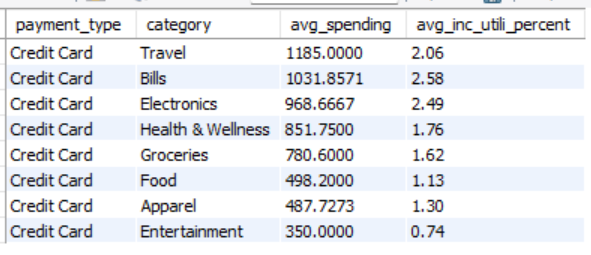 payment_type category avg_spending avg_inc_utili_percent
Credit Card Travel 1185.0000 2.06
Credit Card Bills 1031.8571 2.58
Credit Card Electronics 968.6667 2.49
Credit Card Health & Wellness 851.7500 1.76
Credit Card Groceries 780.6000 1.62
Credit Card Food 498.2000 1.13
Credit Card Apparel 487.7273 1.30
Credit Card Entertainment 350.0000 0.74